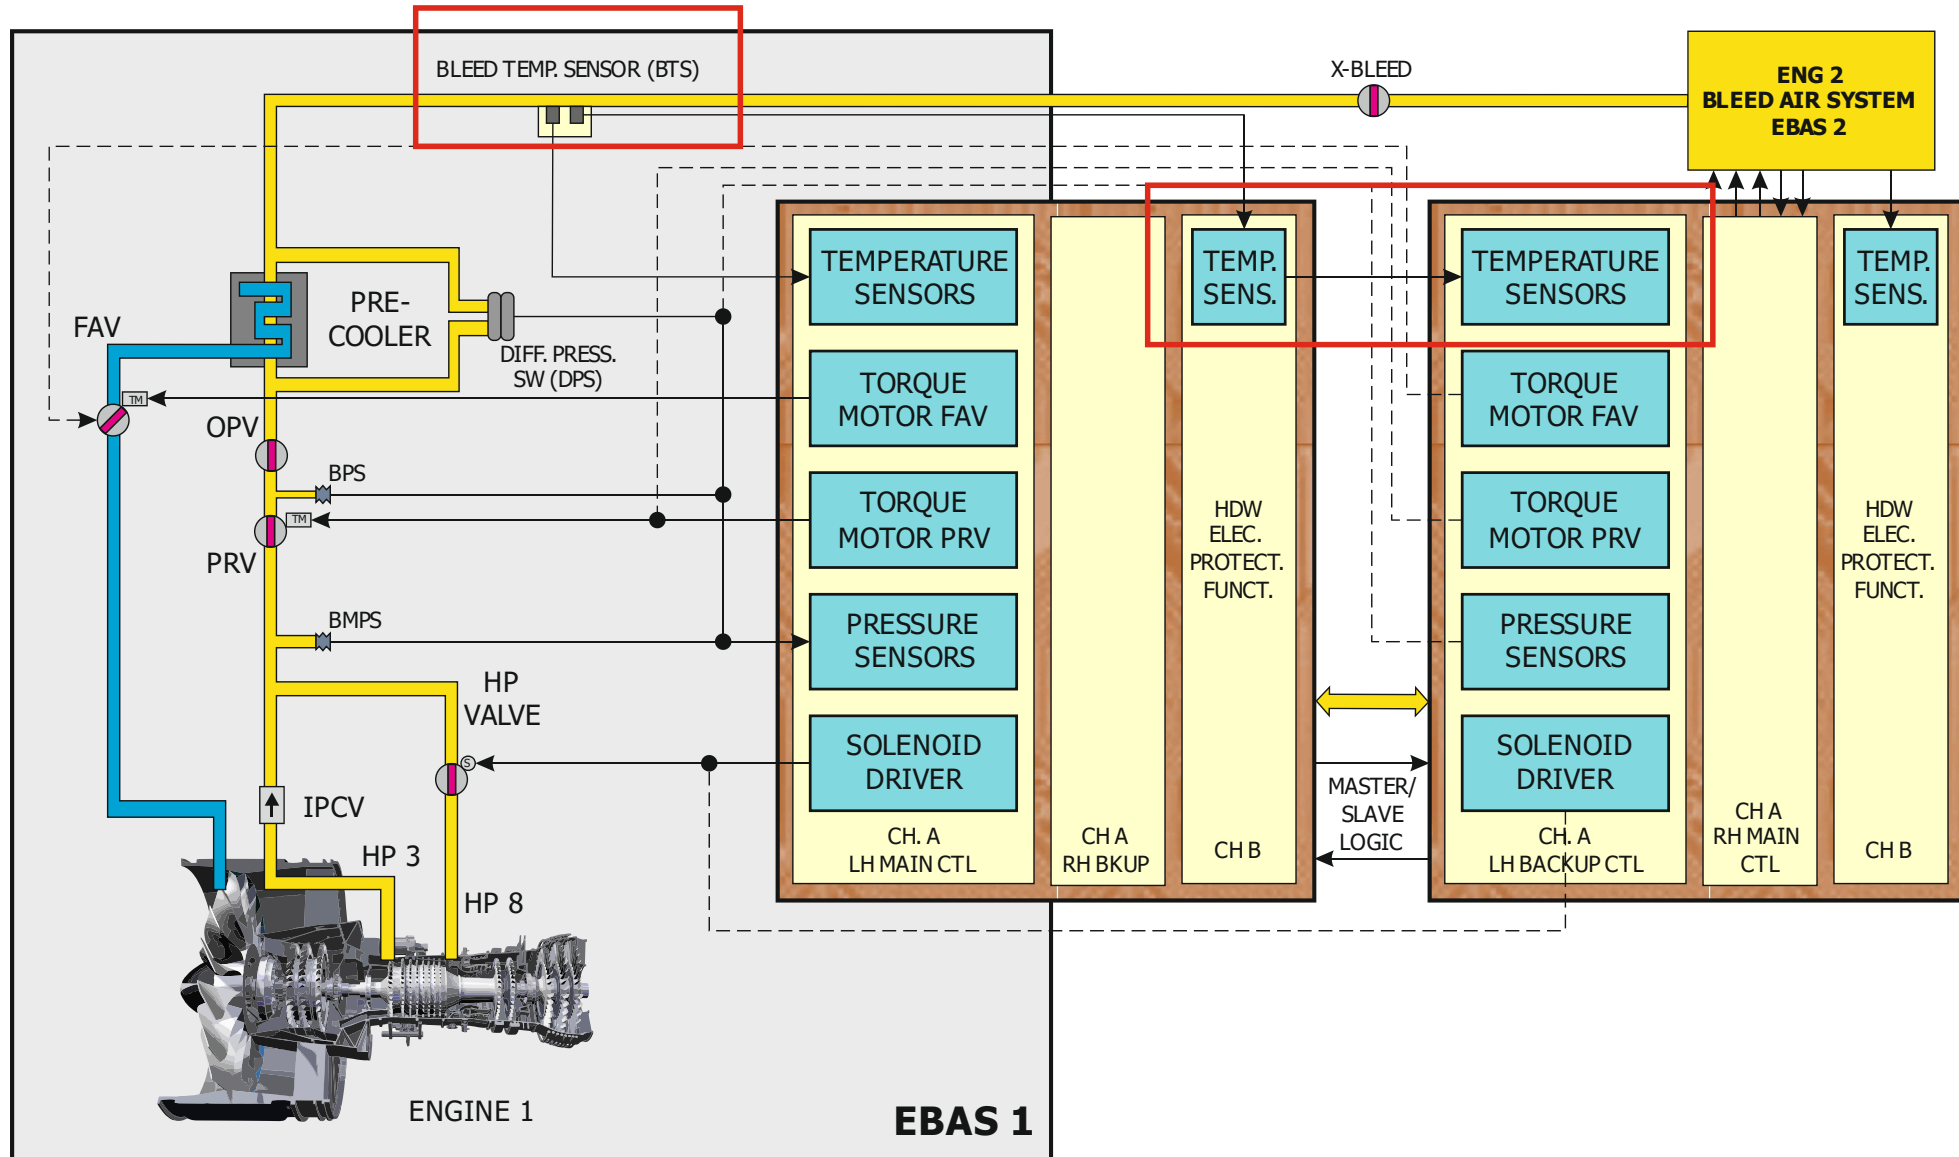 BLEED TEMP. SENSOR (BTS)
X-BLEED
ENG 2
BLEED AIR SYSTEM
EBAS 2
FAV
TM
PRE-
COOLER
DIFF. PRESS.
SW (DPS)
OPV
BPS
TM
PRV
BMPS
HP
VALVE
S
IPCV
HP 3
HP 8
ENGINE 1
EBAS 1
TEMPERATURE
SENSORS
TORQUE
MOTOR FAV
TORQUE
MOTOR PRV
PRESSURE
SENSORS
SOLENOID
DRIVER
CH. A
LH MAIN CTL
CH A
RH BKUP
TEMP.
SENS.
HDW
ELEC.
PROTECT.
FUNCT.
CH B
MASTER/
SLAVE
LOGIC
TEMPERATURE
SENSORS
TORQUE
MOTOR FAV
TORQUE
MOTOR PRV
PRESSURE
SENSORS
SOLENOID
DRIVER
CH. A
LH BACKUP CTL
CH A
RH MAIN
CTL
TEMP.
SENS.
HDW
ELEC.
PROTECT.
FUNCT.
CH B